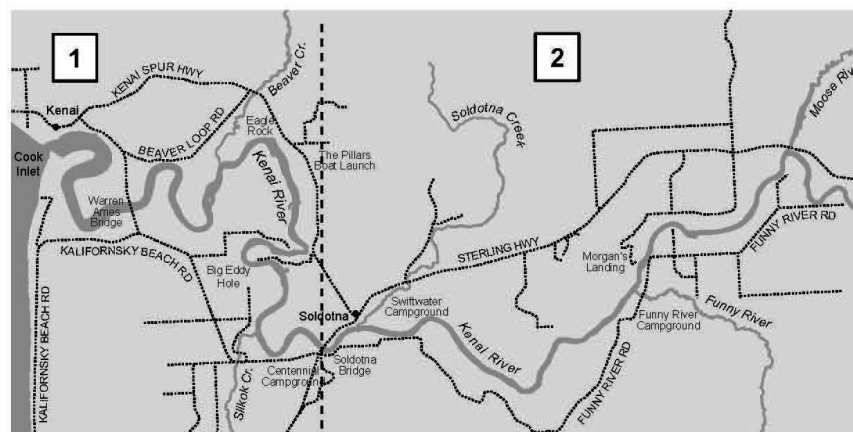 1
2
KENAI SPUR HWY
Beaver Cr.
Kenai
BEAVER LOOP RD
Eagle
Rock
Soldotna
Creek
Moose River
Cook
Inlet
Kenai River
The Pillars
Boat Launch
Warren
Ames
Bridge
KALIFORNSKY BEACH RD
Big Eddy
Hole
STERLING HWY
Morgan's
Landing
FUNNY RIVER RD
KALIFORNSKY BEACH RD
Soldotna
Swiftwater
Campground
Kenai River
Funny River
Campground
Funny River
Slikok Cr.
Centennial
Campground
Soldotna
Bridge
FUNNY RIVER RD